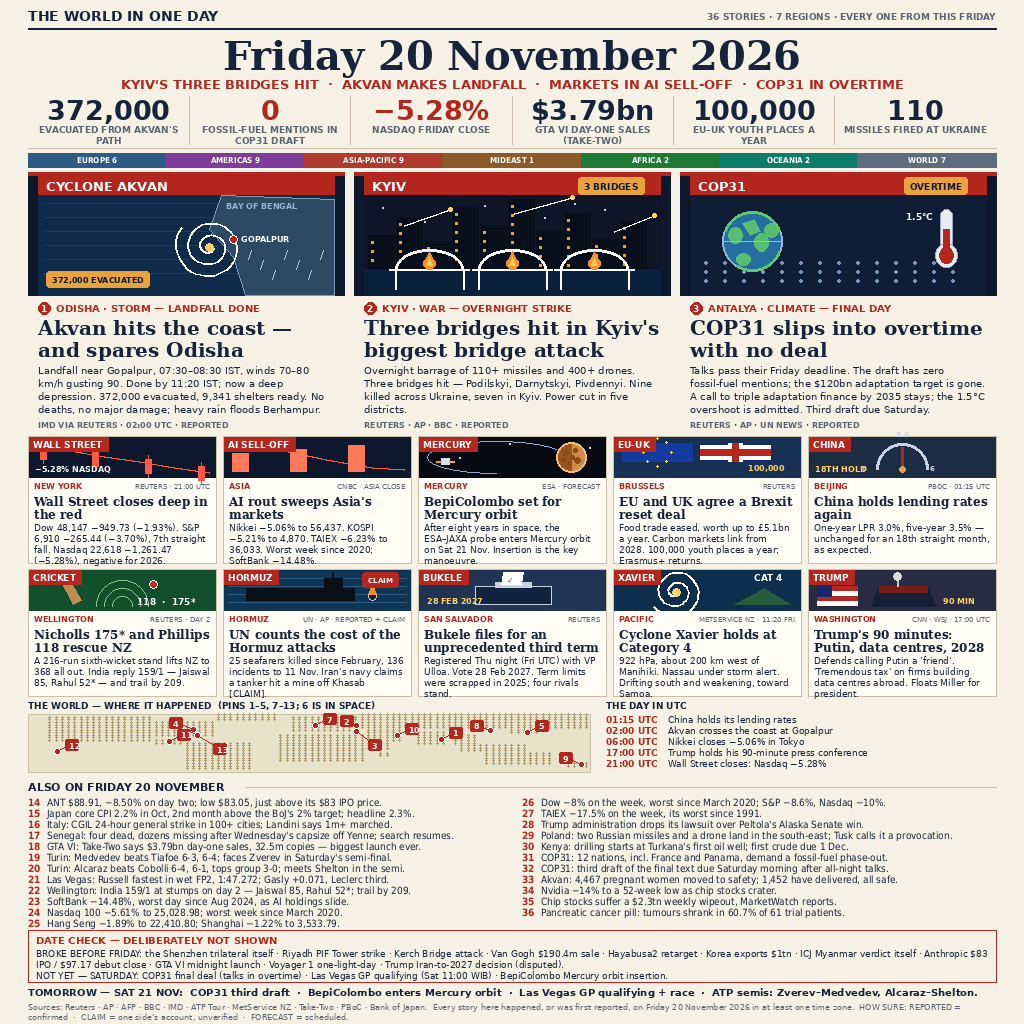 THE WORLD IN ONE DAY
36 STORIES · 7 REGIONS · EVERY ONE FROM THIS FRIDAY
Friday 20 November 2026
KYIV'S THREE BRIDGES HIT · AKVAN MAKES LANDFALL · MARKETS IN AI SELL-OFF · COP31 IN OVERTIME
372,000
EVACUATED FROM AKVAN'S
PATH
0
FOSSIL-FUEL MENTIONS IN
COP31 DRAFT
−5.28%
NASDAQ FRIDAY CLOSE
$3.79bn
GTA VI DAY-ONE SALES
(TAKE-TWO)
100,000
EU–UK YOUTH PLACES A
YEAR
110
MISSILES FIRED AT UKRAINE
EUROPE 6
AMERICAS 9
ASIA-PACIFIC 9
MIDEAST 1
AFRICA 2
OCEANIA 2
WORLD 7
CYCLONE AKVAN
BAY OF BENGAL
GOPALPUR
372,000 EVACUATED
1 ODISHA · STORM — LANDFALL DONE
Akvan hits the coast —
and spares Odisha
Landfall near Gopalpur, 07:30–08:30 IST, winds 70–80
km/h gusting 90. Done by 11:20 IST; now a deep
depression. 372,000 evacuated, 9,341 shelters ready. No
deaths, no major damage; heavy rain floods Berhampur.
IMD VIA REUTERS · 02:00 UTC · REPORTED
KYIV
3 BRIDGES
2 KYIV · WAR — OVERNIGHT STRIKE
Three bridges hit in Kyiv's
biggest bridge attack
Overnight barrage of 110+ missiles and 400+ drones.
Three bridges hit — Podilskyi, Darnytskyi, Pivdennyi. Nine
killed across Ukraine, seven in Kyiv. Power cut in five
districts.
REUTERS · AP · BBC · REPORTED
COP31
OVERTIME
1.5°C
3 ANTALYA · CLIMATE — FINAL DAY
COP31 slips into overtime
with no deal
Talks pass their Friday deadline. The draft has zero
fossil-fuel mentions; the $120bn adaptation target is gone.
A call to triple adaptation finance by 2035 stays; the 1.5°C
overshoot is admitted. Third draft due Saturday.
REUTERS · AP · UN NEWS · REPORTED
WALL STREET
−5.28% NASDAQ
NEW YORK
REUTERS · 21:00 UTC
Wall Street closes deep in
the red
Dow 48,147 −949.73 (−1.93%). S&P
6,910 −265.44 (−3.70%), 7th straight
fall. Nasdaq 22,618 −1,261.47
(−5.28%), negative for 2026.
AI SELL-OFF
ASIA
CNBC · ASIA CLOSE
AI rout sweeps Asia's
markets
Nikkei −5.06% to 56,437. KOSPI
−5.21% to 4,870. TAIEX −6.23% to
36,033. Worst week since 2020;
SoftBank −14.48%.
MERCURY
MERCURY
ESA · FORECAST
BepiColombo set for
Mercury orbit
After eight years in space, the
ESA–JAXA probe enters Mercury orbit
on Sat 21 Nov. Insertion is the key
manoeuvre.
EU-UK
100,000
BRUSSELS
REUTERS
EU and UK agree a Brexit
reset deal
Food trade eased, worth up to £5.1bn
a year. Carbon markets link from
2028. 100,000 youth places a year;
Erasmus+ returns.
CHINA
3.0
18TH HOLD
6
BEIJING
PBOC · 01:15 UTC
China holds lending rates
again
One-year LPR 3.0%, five-year 3.5% —
unchanged for an 18th straight month,
as expected.
CRICKET
118 · 175*
WELLINGTON
REUTERS · DAY 2
Nicholls 175* and Phillips
118 rescue NZ
A 216-run sixth-wicket stand lifts NZ to
368 all out. India reply 159/1 — Jaiswal
85, Rahul 52* — and trail by 209.
HORMUZ
CLAIM
HORMUZ
UN · AP · REPORTED + CLAIM
UN counts the cost of the
Hormuz attacks
25 seafarers killed since February, 136
incidents to 11 Nov. Iran's navy claims
a tanker hit a mine off Khasab
[CLAIM].
BUKELE
28 FEB 2027
SAN SALVADOR
REUTERS
Bukele files for an
unprecedented third term
Registered Thu night (Fri UTC) with VP
Ulloa. Vote 28 Feb 2027. Term limits
were scrapped in 2025; four rivals
stand.
XAVIER
CAT 4
PACIFIC
METSERVICE NZ · 11:20 FRI
Cyclone Xavier holds at
Category 4
922 hPa, about 200 km west of
Manihiki. Nassau under storm alert.
Drifting south and weakening, toward
Samoa.
TRUMP
90 MIN
WASHINGTON
CNN · WSJ · 17:00 UTC
Trump's 90 minutes:
Putin, data centres, 2028
Defends calling Putin a 'friend'.
'Tremendous tax' on firms building
data centres abroad. Floats Miller for
president.
THE WORLD — WHERE IT HAPPENED (PINS 1–5, 7–13; 6 IS IN SPACE)
12
4
11
13
7
2
3
10
1
8
5
9
THE DAY IN UTC
01:15 UTC China holds its lending rates
02:00 UTC Akvan crosses the coast at Gopalpur
06:00 UTC Nikkei closes −5.06% in Tokyo
17:00 UTC Trump holds his 90-minute press conference
21:00 UTC Wall Street closes: Nasdaq −5.28%
ALSO ON FRIDAY 20 NOVEMBER
14 ANT $88.91, −8.50% on day two; low $83.05, just above its $83 IPO price.
15 Japan core CPI 2.2% in Oct, 2nd month above the BoJ's 2% target; headline 2.3%.
16 Italy: CGIL 24-hour general strike in 100+ cities; Landini says 1m+ marched.
17 Senegal: four dead, dozens missing after Wednesday's capsize off Yenne; search resumes.
18 GTA VI: Take-Two says $3.79bn day-one sales, 32.5m copies — biggest launch ever.
19 Turin: Medvedev beats Tiafoe 6-3, 6-4; faces Zverev in Saturday's semi-final.
20 Turin: Alcaraz beats Cobolli 6-4, 6-1, tops group 3-0; meets Shelton in the semi.
21 Las Vegas: Russell fastest in wet FP2, 1:47.272; Gasly +0.071, Leclerc third.
22 Wellington: India 159/1 at stumps on day 2 — Jaiswal 85, Rahul 52*; trail by 209.
23 SoftBank −14.48%, worst day since Aug 2024, as AI holdings slide.
24 Nasdaq 100 −5.61% to 25,028.98; worst week since March 2020.
25 Hang Seng −1.89% to 22,410.80; Shanghai −1.22% to 3,533.79.
26 Dow −8% on the week, worst since March 2020; S&P −8.6%, Nasdaq −10%.
27 TAIEX −17.5% on the week, its worst since 1991.
28 Trump administration drops its lawsuit over Peltola's Alaska Senate win.
29 Poland: two Russian missiles and a drone land in the south-east; Tusk calls it a provocation.
30 Kenya: drilling starts at Turkana's first oil well; first crude due 1 Dec.
31 COP31: 12 nations, incl. France and Panama, demand a fossil-fuel phase-out.
32 COP31: third draft of the final text due Saturday morning after all-night talks.
33 Akvan: 4,467 pregnant women moved to safety; 1,452 have delivered, all safe.
34 Nvidia −14% to a 52-week low as chip stocks crater.
35 Chip stocks suffer a $2.3tn weekly wipeout, MarketWatch reports.
36 Pancreatic cancer pill: tumours shrank in 60.7% of 61 trial patients.
DATE CHECK — DELIBERATELY NOT SHOWN
BROKE BEFORE FRIDAY: the Shenzhen trilateral itself · Riyadh PIF Tower strike · Kerch Bridge attack · Van Gogh $190.4m sale · Hayabusa2 retarget · Korea exports $1tn · ICJ Myanmar verdict itself · Anthropic $83
IPO / $97.17 debut close · GTA VI midnight launch · Voyager 1 one-light-day · Trump Iran-to-2027 decision (disputed).
NOT YET — SATURDAY: COP31 final deal (talks in overtime) · Las Vegas GP qualifying (Sat 11:00 WIB) · BepiColombo Mercury orbit insertion.
TOMORROW — SAT 21 NOV: COP31 third draft · BepiColombo enters Mercury orbit · Las Vegas GP qualifying + race · ATP semis: Zverev–Medvedev, Alcaraz–Shelton.
Sources: Reuters · AP · AFP · BBC · IMD · ATP Tour · MetService NZ · Take-Two · PBoC · Bank of Japan. Every story here happened, or was first reported, on Friday 20 November 2026 in at least one time zone. HOW SURE: REPORTED =
confirmed · CLAIM = one side's account, unverified · FORECAST = scheduled.